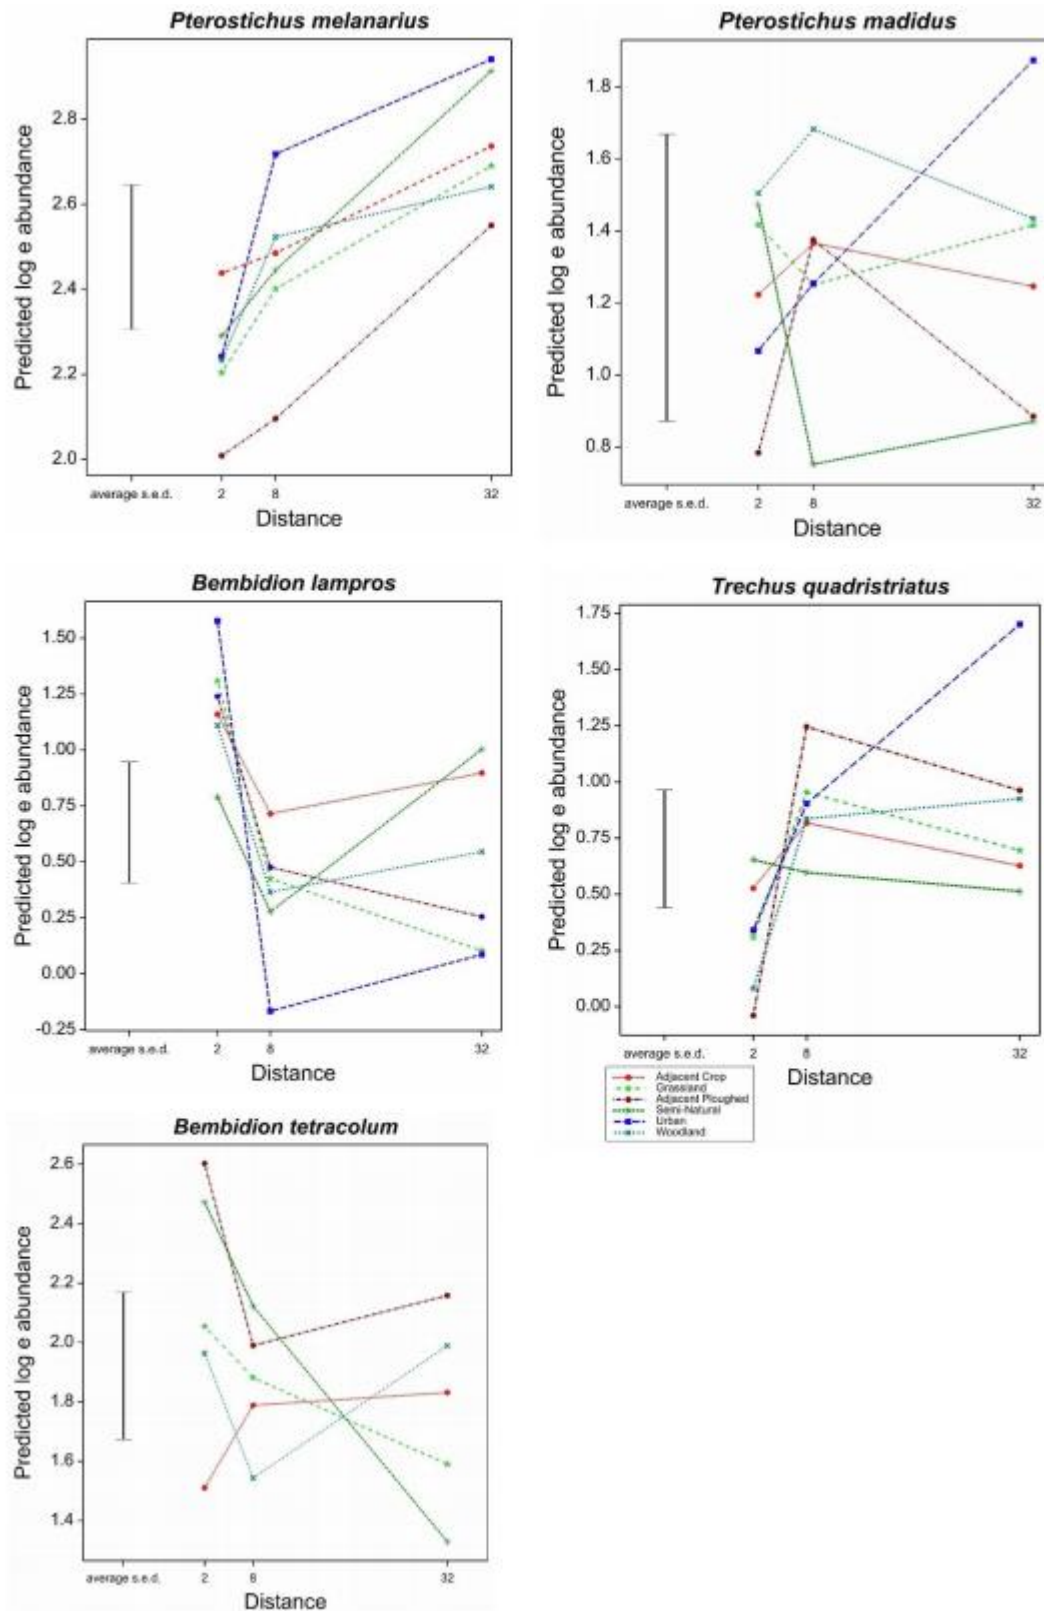 Pterostichus melanarius
Predicted log e abundance
2.8
2.6
2.4
2.2
2.0
average s.e.d.
2
8
32
Distance
Pterostichus madidus
Predicted log e abundance
1.8
1.6
1.4
1.2
1.0
0.8
average s.e.d.
2
8
32
Distance
Bembidion lampros
Predicted log e abundance
1.50
1.25
1.00
0.75
0.50
0.25
0.00
-0.25
average s.e.d.
2
8
32
Distance
Trechus quadristriatus
Predicted log e abundance
1.75
1.50
1.25
1.00
0.75
0.50
0.25
0.00
average s.e.d.
2
8
32
Distance
Adjacent Crop
Grassland
Adjacent Ploughed
Semi-Natural
Urban
Woodland
Bembidion tetracolum
Predicted log e abundance
2.6
2.4
2.2
2.0
1.8
1.6
1.4
average s.e.d.
2
8
32
Distance